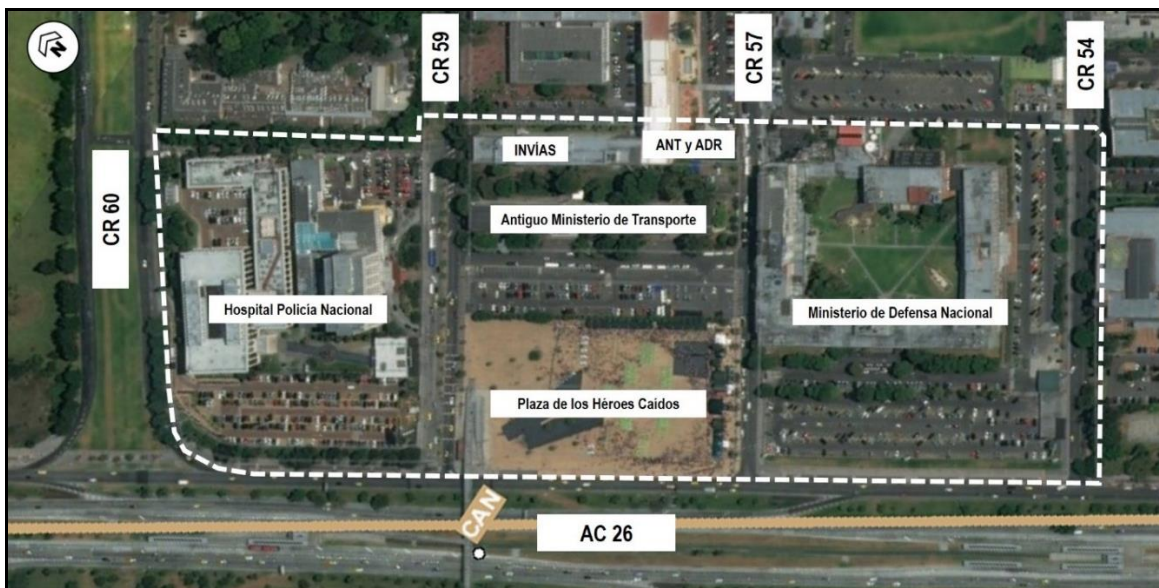 N
CR 59
CR 57
CR 54
CR 60
INVÍAS
ANT y ADR
Antiguo Ministerio de Transporte
Hospital Policía Nacional
Ministerio de Defensa Nacional
Plaza de los Héroes Caidos
CAN
AC 26